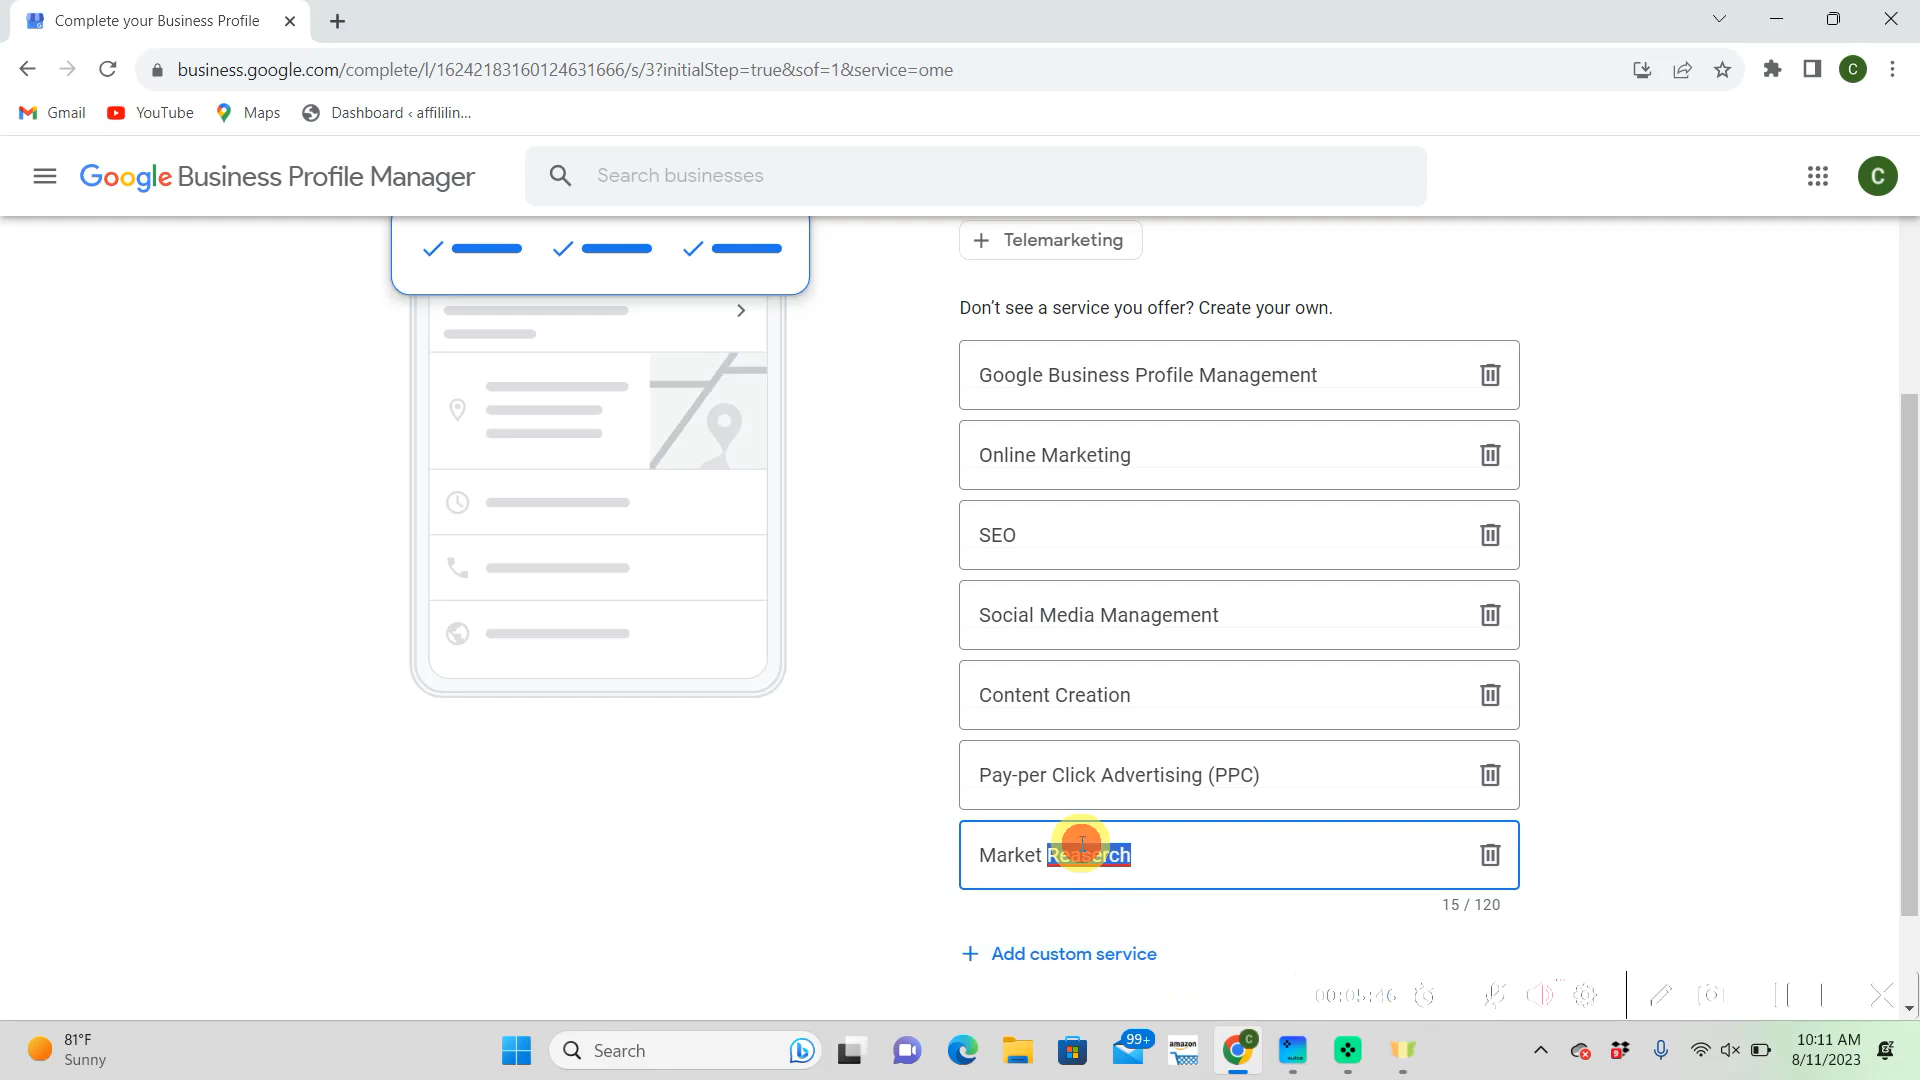 Complete your Business Profile
business.google.com/complete/l/16242183160124631666/s/3?initialStep=true&sof=1&service=ome
C
Gmail
YouTube
Maps
Dashboard ‹ affililin...
Google Business Profile Manager
Search businesses
C
+ Telemarketing
Don't see a service you offer? Create your own.
Google Business Profile Management
Online Marketing
SEO
Social Media Management
Content Creation
Pay-per Click Advertising (PPC)
Market Reaserch
15 / 120
+ Add custom service
00:05:46
81°F
Sunny
Search
99+
amazon
C
9
10:11 AM
8/11/2023